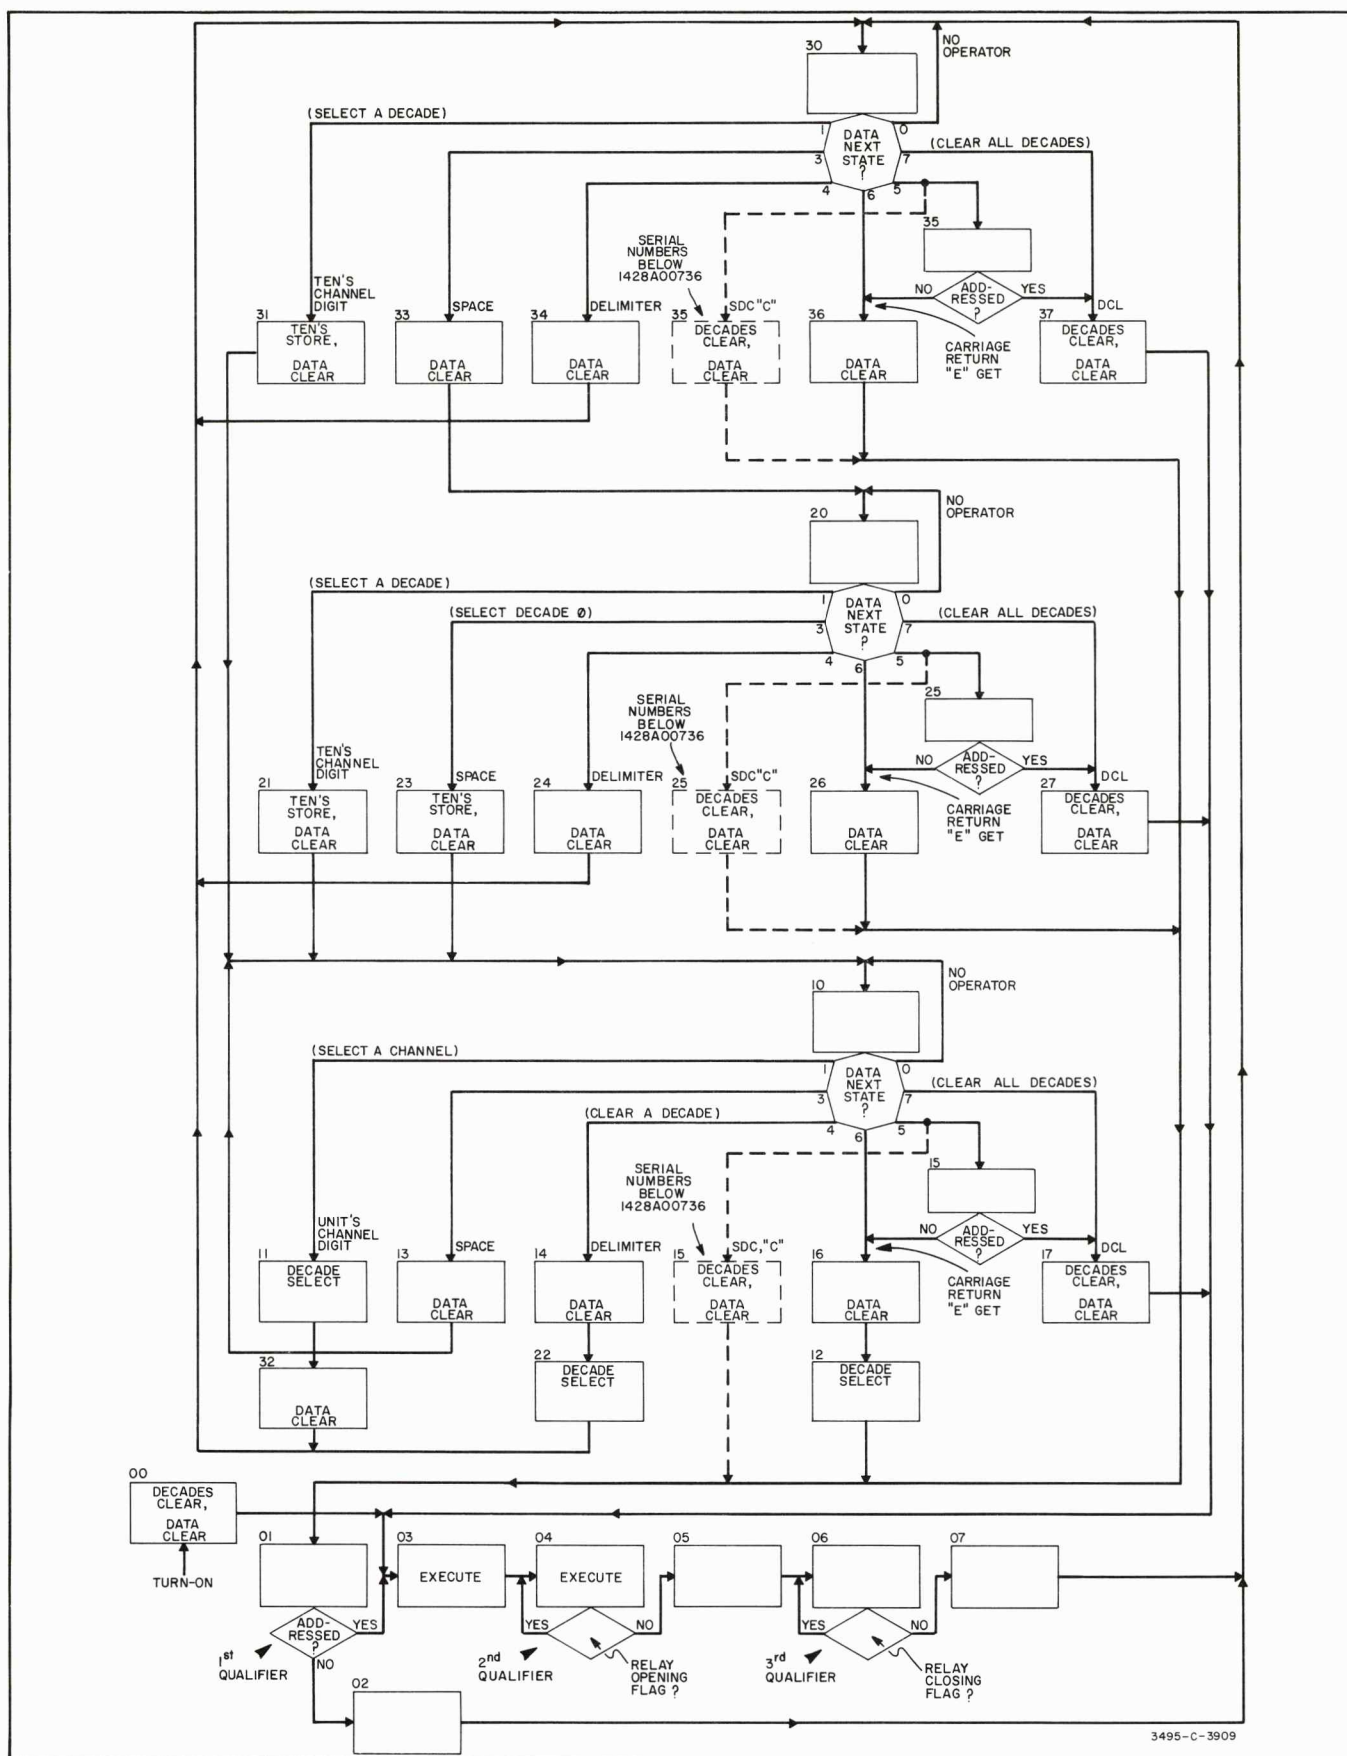 NO
OPERATOR
30
(SELECT A DECADE)
1
0
DATA
NEXT
STATE
?
(CLEAR ALL DECADES)
3
7
4
6
5
35
SERIAL
NUMBERS
BELOW
1428A00736
NO
ADD-
RESSED
?
YES
TEN'S
CHANNEL
DIGIT
SPACE
DELIMITER
SDC"C"
DCL
31
33
34
35
36
37
TEN'S
STORE,
DATA
CLEAR
DATA
CLEAR
DATA
CLEAR
DECADES
CLEAR,
DATA
CLEAR
DATA
CLEAR
CARRIAGE
RETURN
"E" GET
DECADES
CLEAR,
DATA
CLEAR
NO
OPERATOR
20
(SELECT A DECADE)
1
0
DATA
NEXT
STATE
?
(SELECT DECADE Ø)
(CLEAR ALL DECADES)
3
7
4
6
5
25
SERIAL
NUMBERS
BELOW
1428A00736
NO
ADD-
RESSED
?
YES
TEN'S
CHANNEL
DIGIT
SPACE
DELIMITER
SDC"C"
DCL
21
23
24
25
26
27
TEN'S
STORE,
DATA
CLEAR
TEN'S
STORE,
DATA
CLEAR
DATA
CLEAR
DECADES
CLEAR,
DATA
CLEAR
DATA
CLEAR
CARRIAGE
RETURN
"E" GET
DECADES
CLEAR,
DATA
CLEAR
NO
OPERATOR
10
(SELECT A CHANNEL)
1
0
DATA
NEXT
STATE
?
(CLEAR ALL DECADES)
3
7
(CLEAR A DECADE)
4
6
5
15
SERIAL
NUMBERS
BELOW
1428A00736
NO
ADD-
RESSED
?
YES
UNIT'S
CHANNEL
DIGIT
SPACE
DELIMITER
SDC,"C"
DCL
11
13
14
15
16
17
DECADE
SELECT
DATA
CLEAR
DATA
CLEAR
DECADES
CLEAR,
DATA
CLEAR
DATA
CLEAR
CARRIAGE
RETURN
"E" GET
DECADES
CLEAR,
DATA
CLEAR
32
DATA
CLEAR
22
DECADE
SELECT
12
DECADE
SELECT
00
DECADES
CLEAR,
DATA
CLEAR
TURN-ON
01
03
04
05
06
07
EXECUTE
EXECUTE
ADD-
RESSED
?
YES
NO
1st
QUALIFIER
YES
NO
2nd
QUALIFIER
RELAY
OPENING
FLAG ?
YES
NO
3rd
QUALIFIER
RELAY
CLOSING
FLAG ?
02
3495-C-3909